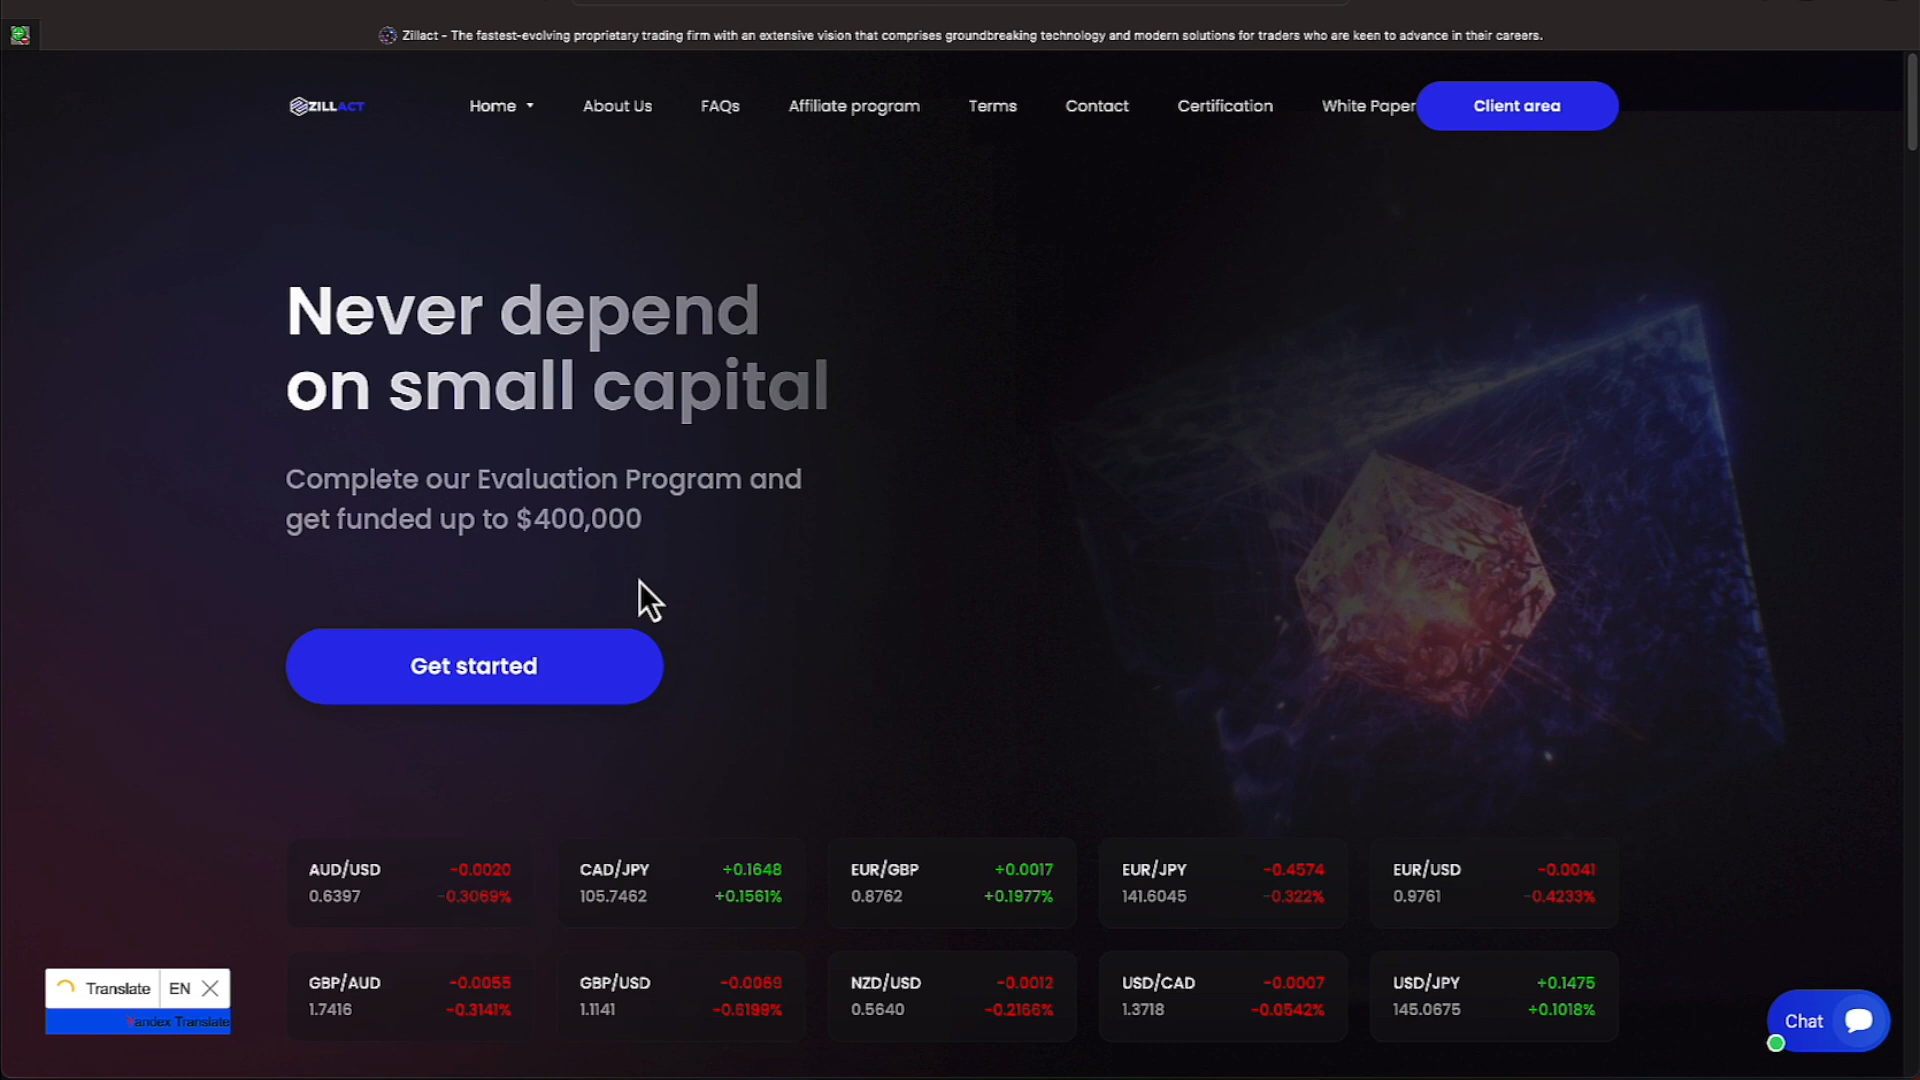 Zillact - The fastest-evolving proprietary trading firm with an extensive vision that comprises groundbreaking technology and modern solutions for traders who are keen to advance in their careers.
ZILLACT
Home
About Us
FAQs
Affiliate program
Terms
Contact
Certification
White Paper
Client area
Never depend
on small capital
Complete our Evaluation Program and
get funded up to $400,000
Get started
AUD/USD -0.0020
0.6397 -0.3069%
CAD/JPY +0.1648
105.7462 +0.1561%
EUR/GBP +0.0017
0.8762 +0.1977%
EUR/JPY -0.4574
141.6045 -0.322%
EUR/USD -0.0041
0.9761 -0.4233%
GBP/AUD -0.0055
1.7416 -0.3141%
GBP/USD -0.0069
1.1141 -0.6199%
NZD/USD -0.0012
0.5640 -0.2166%
USD/CAD -0.0007
1.3718 -0.0542%
USD/JPY +0.1475
145.0675 +0.1018%
Translate EN
Yandex Translate
Chat